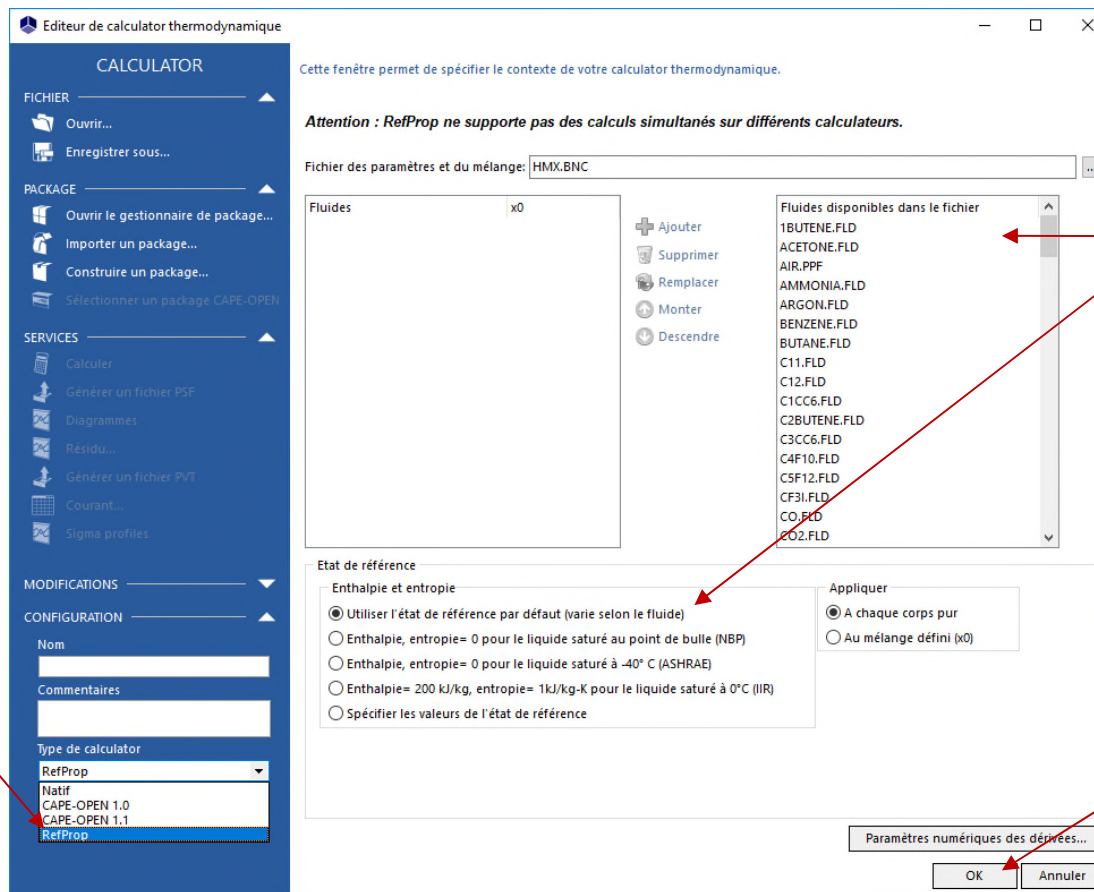 Editeur de calculator thermodynamique
CALCULATOR
FICHIER
Ouvrir...
Enregistrer sous...
PACKAGE
Ouvrir le gestionnaire de package...
Importer un package...
Construire un package...
Sélectionner un package CAPE-OPEN
SERVICES
Calculer
Générer un fichier PSF
Diagrammes
Résidu...
Générer un fichier PVT
Courant...
Sigma profiles
MODIFICATIONS
CONFIGURATION
Nom
Commentaires
Type de calculator
RefProp
Natif
CAPE-OPEN 1.0
CAPE-OPEN 1.1
RefProp
Cette fenêtre permet de spécifier le contexte de votre calculator thermodynamique.
Attention : RefProp ne supporte pas des calculs simultanés sur différents calculateurs.
Fichier des paramètres et du mélange: HMX.BNC ...
Fluides x0
Ajouter
Supprimer
Remplacer
Monter
Descendre
Fluides disponibles dans le fichier
1BUTENE.FLD
ACETONE.FLD
AIR.PPF
AMMONIA.FLD
ARGON.FLD
BENZENE.FLD
BUTANE.FLD
C11.FLD
C12.FLD
C1CC6.FLD
C2BUTENE.FLD
C3CC6.FLD
C4F10.FLD
C5F12.FLD
CF3I.FLD
CO.FLD
CO2.FLD
Etat de référence
Enthalpie et entropie
Utiliser l'état de référence par défaut (varie selon le fluide)
Enthalpie, entropie= 0 pour le liquide saturé au point de bulle (NBP)
Enthalpie, entropie= 0 pour le liquide saturé à -40° C (ASHRAE)
Enthalpie= 200 kJ/kg, entropie= 1kJ/kg-K pour le liquide saturé à 0°C (IIR)
Spécifier les valeurs de l'état de référence
Appliquer
A chaque corps pur
Au mélange défini (x0)
Paramètres numériques des dérivées...
OK Annuler